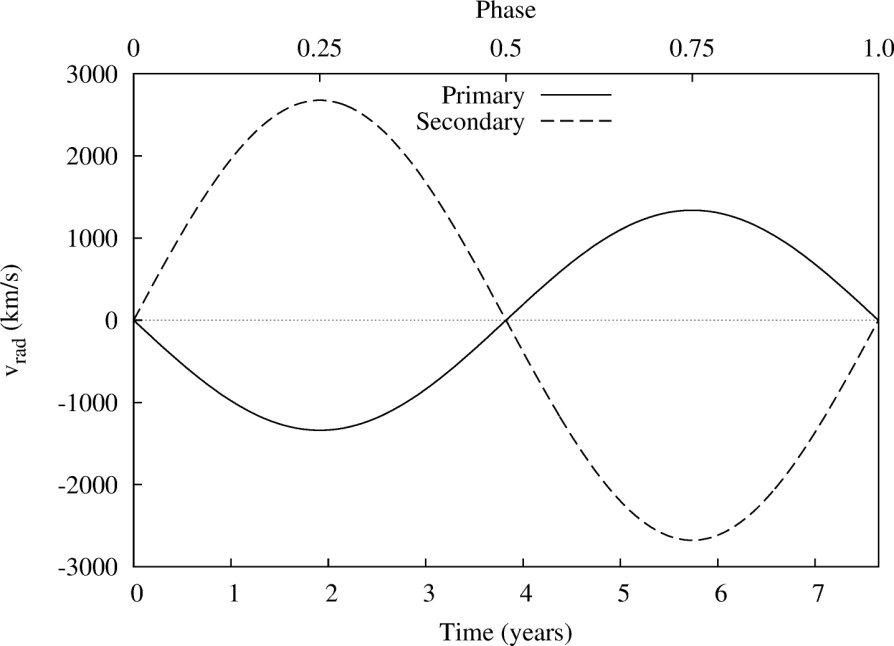 Phase
0 0.25 0.5 0.75 1.0
3000
Primary
Secondary
2000
1000
0
-1000
-2000
-3000
v_rad (km/s)
0 1 2 3 4 5 6 7
Time (years)